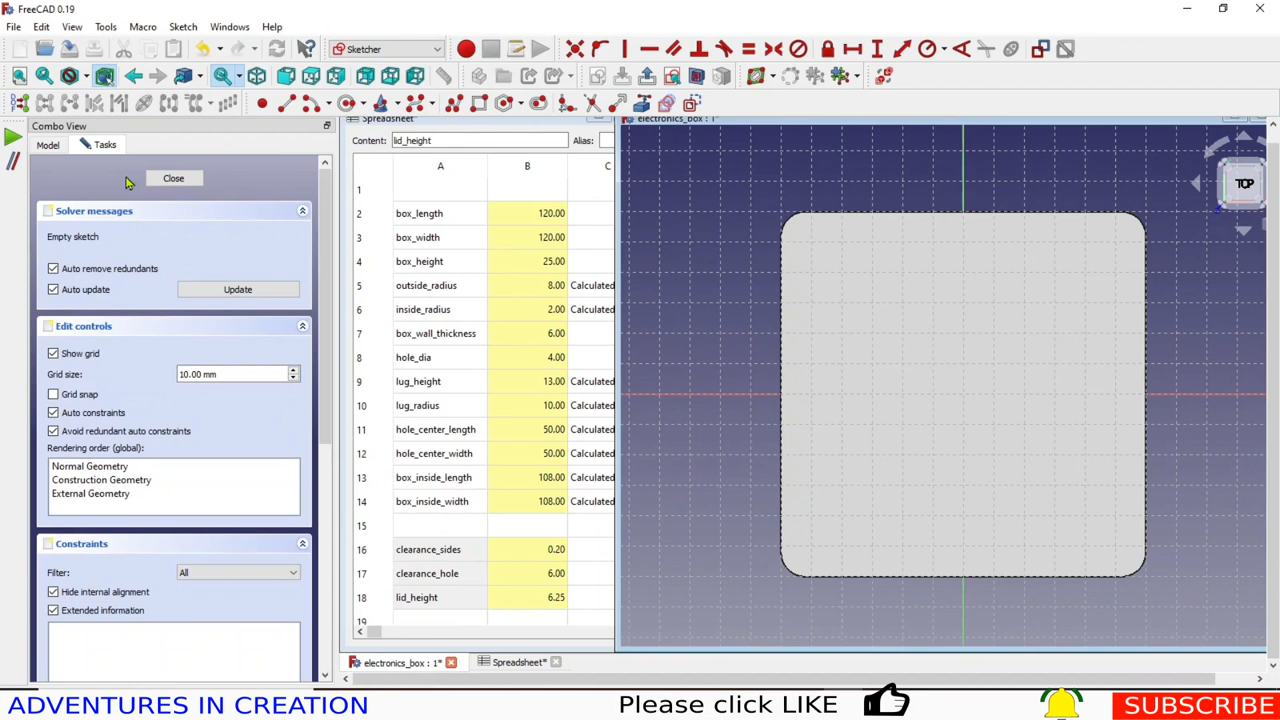 FreeCAD 0.19
File Edit View Tools Macro Sketch Windows Help
Sketcher
Combo View
Model Tasks
Close
Solver messages
Empty sketch
Auto remove redundants
Auto update Update
Edit controls
Show grid
Grid size: 10.00 mm
Grid snap
Auto constraints
Avoid redundant auto constraints
Rendering order (global):
Normal Geometry
Construction Geometry
External Geometry
Constraints
Filter: All
Hide internal alignment
Extended information
Spreadsheet*
Content: lid_height Alias:
A B C
1
2 box_length 120.00
3 box_width 120.00
4 box_height 25.00
5 outside_radius 8.00 Calculated
6 inside_radius 2.00 Calculated
7 box_wall_thickness 6.00
8 hole_dia 4.00
9 lug_height 13.00 Calculated
10 lug_radius 10.00 Calculated
11 hole_center_length 50.00 Calculated
12 hole_center_width 50.00 Calculated
13 box_inside_length 108.00 Calculated
14 box_inside_width 108.00 Calculated
15
16 clearance_sides 0.20
17 clearance_hole 6.00
18 lid_height 6.25
19
electronics_box : 1*
TOP
electronics_box : 1* Spreadsheet*
ADVENTURES IN CREATION Please click LIKE SUBSCRIBE